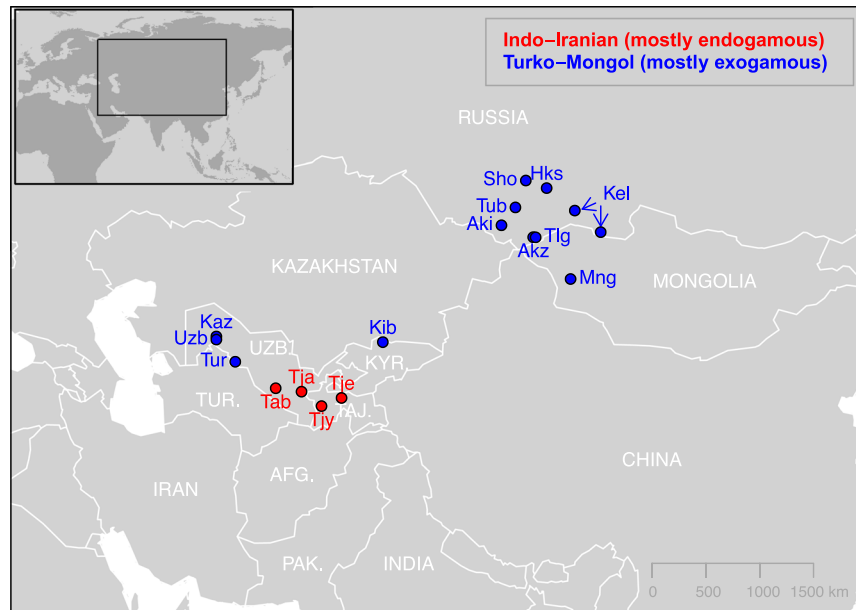 Indo–Iranian (mostly endogamous)
Turko–Mongol (mostly exogamous)
RUSSIA
Sho
Hks
Kel
Tub
Aki
Tlg
Akz
KAZAKHSTAN
Mng
MONGOLIA
Kaz
Uzb
Kib
UZB.
Tur
KYR.
Tja
Tje
Tab
TUR.
TAJ.
Tjy
CHINA
AFG.
IRAN
PAK.
INDIA
0 500 1000 1500 km